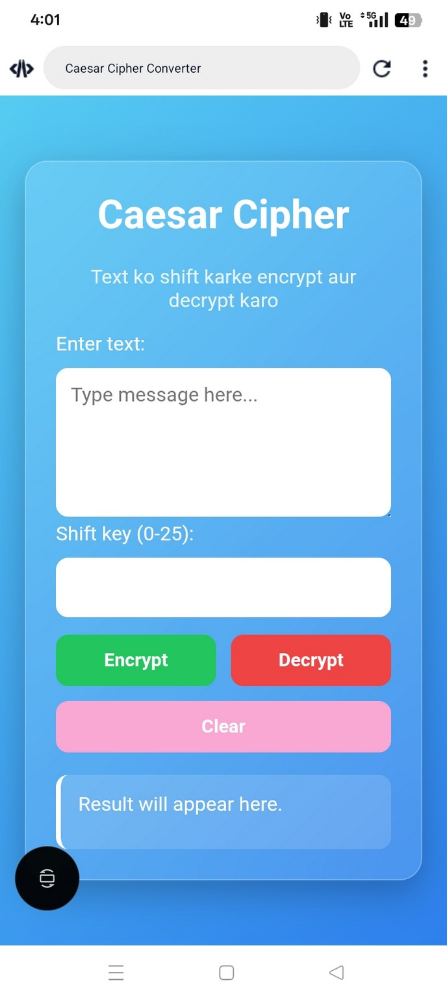 4:01
Vo
LTE
5G
49
Caesar Cipher Converter
Caesar Cipher
Text ko shift karke encrypt aur
decrypt karo
Enter text:
Type message here...
Shift key (0-25):
Encrypt
Decrypt
Clear
Result will appear here.